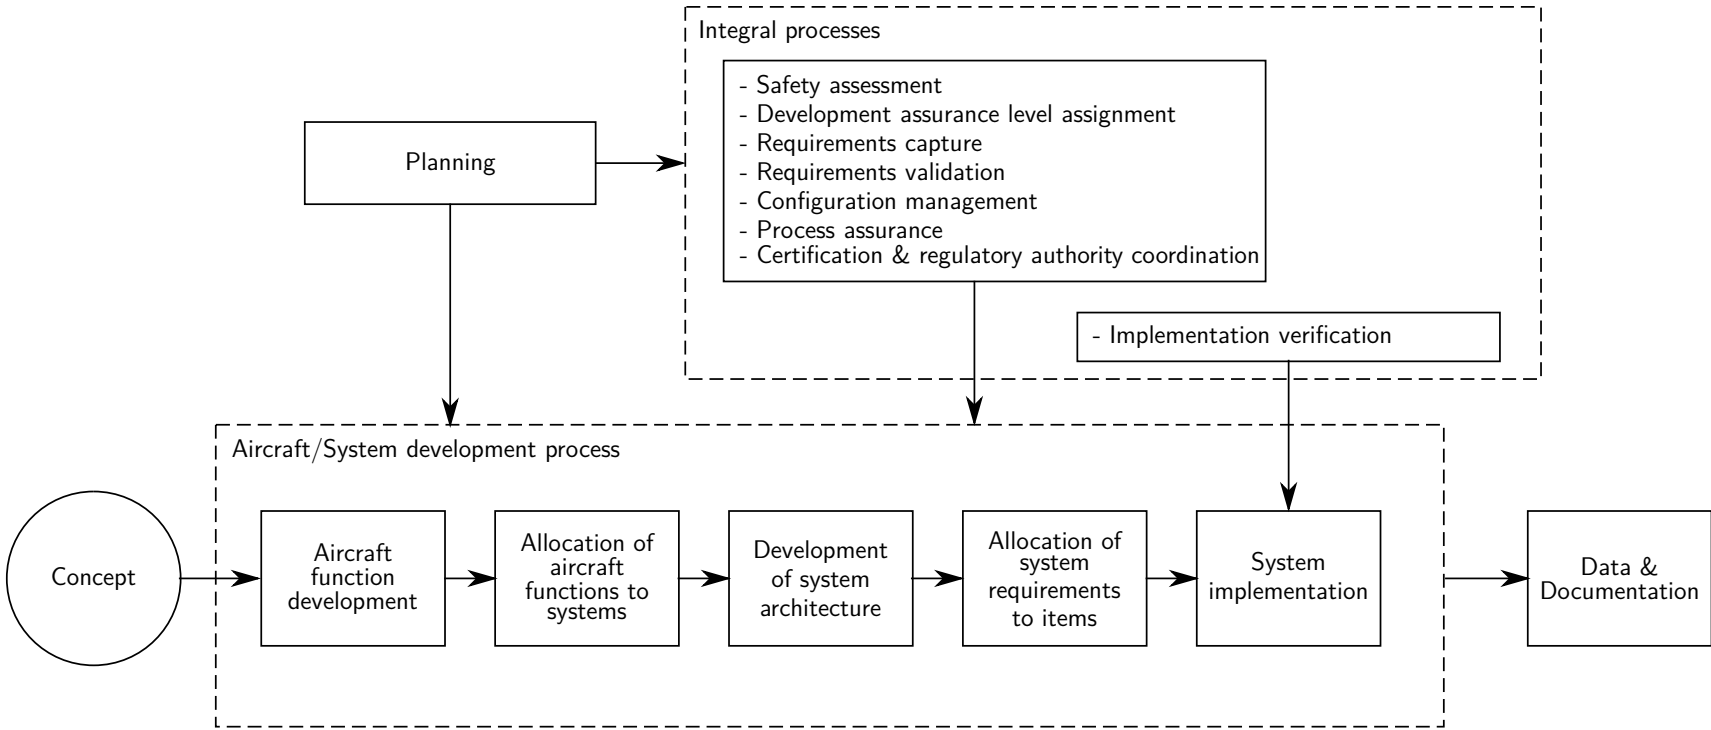 Integral processes
- Safety assessment
- Development assurance level assignment
- Requirements capture
- Requirements validation
- Configuration management
- Process assurance
- Certification & regulatory authority coordination
Planning
- Implementation verification
Aircraft/System development process
Concept
Aircraft
function
development
Allocation of
aircraft
functions to
systems
Development
of system
architecture
Allocation of
system
requirements
to items
System
implementation
Data &
Documentation